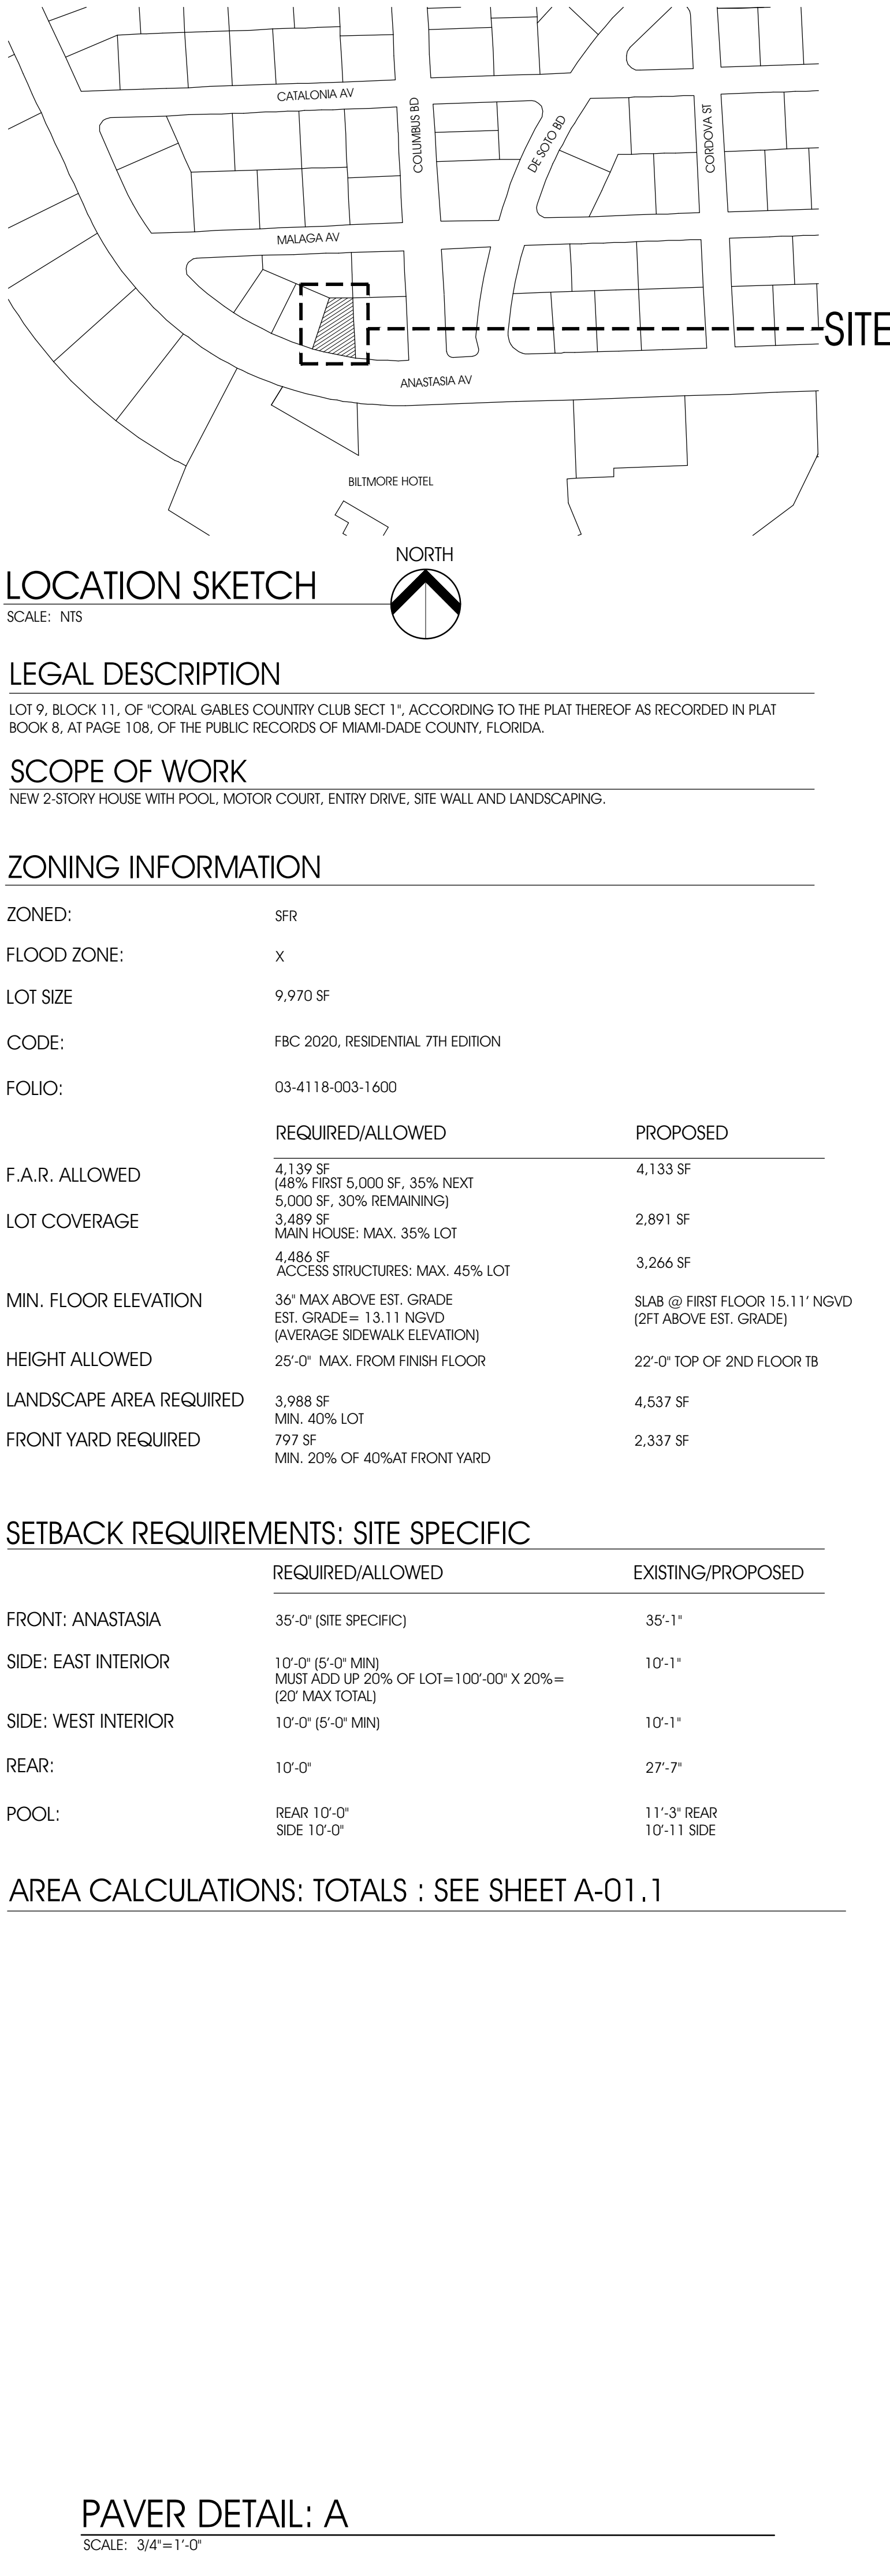 CATALONIA AV
COLUMBUS BD
DE SOTO BD
CORDOVA ST
MALAGA AV
SITE
ANASTASIA AV
BILTMORE HOTEL
NORTH
LOCATION SKETCH
SCALE: NTS
LEGAL DESCRIPTION
LOT 9, BLOCK 11, OF "CORAL GABLES COUNTRY CLUB SECT 1", ACCORDING TO THE PLAT THEREOF AS RECORDED IN PLAT
BOOK 8, AT PAGE 108, OF THE PUBLIC RECORDS OF MIAMI-DADE COUNTY, FLORIDA.
SCOPE OF WORK
NEW 2-STORY HOUSE WITH POOL, MOTOR COURT, ENTRY DRIVE, SITE WALL AND LANDSCAPING.
ZONING INFORMATION
ZONED: SFR
FLOOD ZONE: X
LOT SIZE 9,970 SF
CODE: FBC 2020, RESIDENTIAL 7TH EDITION
FOLIO: 03-4118-003-1600
REQUIRED/ALLOWED PROPOSED
F.A.R. ALLOWED 4,139 SF 4,133 SF
(48% FIRST 5,000 SF, 35% NEXT
5,000 SF, 30% REMAINING)
LOT COVERAGE 3,489 SF 2,891 SF
MAIN HOUSE: MAX. 35% LOT
4,486 SF 3,266 SF
ACCESS STRUCTURES: MAX. 45% LOT
MIN. FLOOR ELEVATION 36" MAX ABOVE EST. GRADE SLAB @ FIRST FLOOR 15.11' NGVD
EST. GRADE= 13.11 NGVD (2FT ABOVE EST. GRADE)
(AVERAGE SIDEWALK ELEVATION)
HEIGHT ALLOWED 25'-0" MAX. FROM FINISH FLOOR 22'-0" TOP OF 2ND FLOOR TB
LANDSCAPE AREA REQUIRED 3,988 SF 4,537 SF
MIN. 40% LOT
FRONT YARD REQUIRED 797 SF 2,337 SF
MIN. 20% OF 40%AT FRONT YARD
SETBACK REQUIREMENTS: SITE SPECIFIC
REQUIRED/ALLOWED EXISTING/PROPOSED
FRONT: ANASTASIA 35'-0" (SITE SPECIFIC) 35'-1"
SIDE: EAST INTERIOR 10'-0" (5'-0" MIN) 10'-1"
MUST ADD UP 20% OF LOT=100'-00" X 20%=
(20' MAX TOTAL)
SIDE: WEST INTERIOR 10'-0" (5'-0" MIN) 10'-1"
REAR: 10'-0" 27'-7"
POOL: REAR 10'-0" 11'-3" REAR
SIDE 10'-0" 10'-11 SIDE
AREA CALCULATIONS: TOTALS : SEE SHEET A-01.1
PAVER DETAIL: A
SCALE: 3/4"=1'-0"